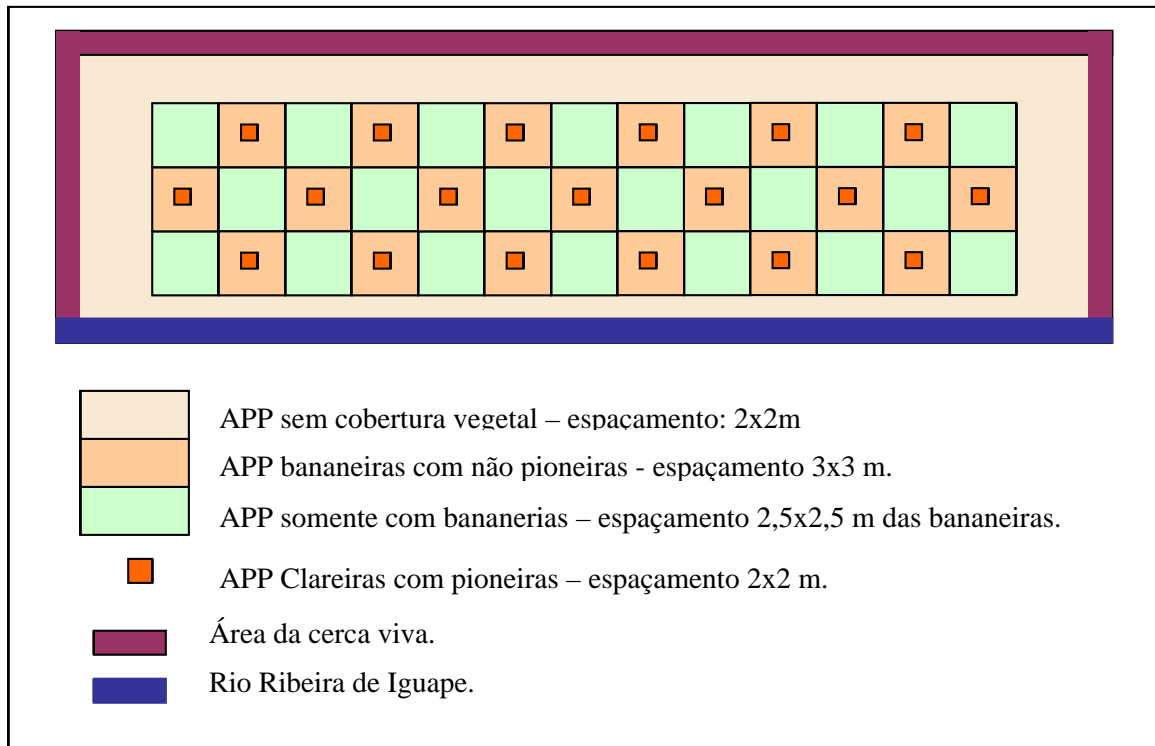 APP sem cobertura vegetal – espaçamento: 2x2m
APP bananeiras com não pioneiras - espaçamento 3x3 m.
APP somente com bananerias – espaçamento 2,5x2,5 m das bananeiras.
APP Clareiras com pioneiras – espaçamento 2x2 m.
Área da cerca viva.
Rio Ribeira de Iguape.